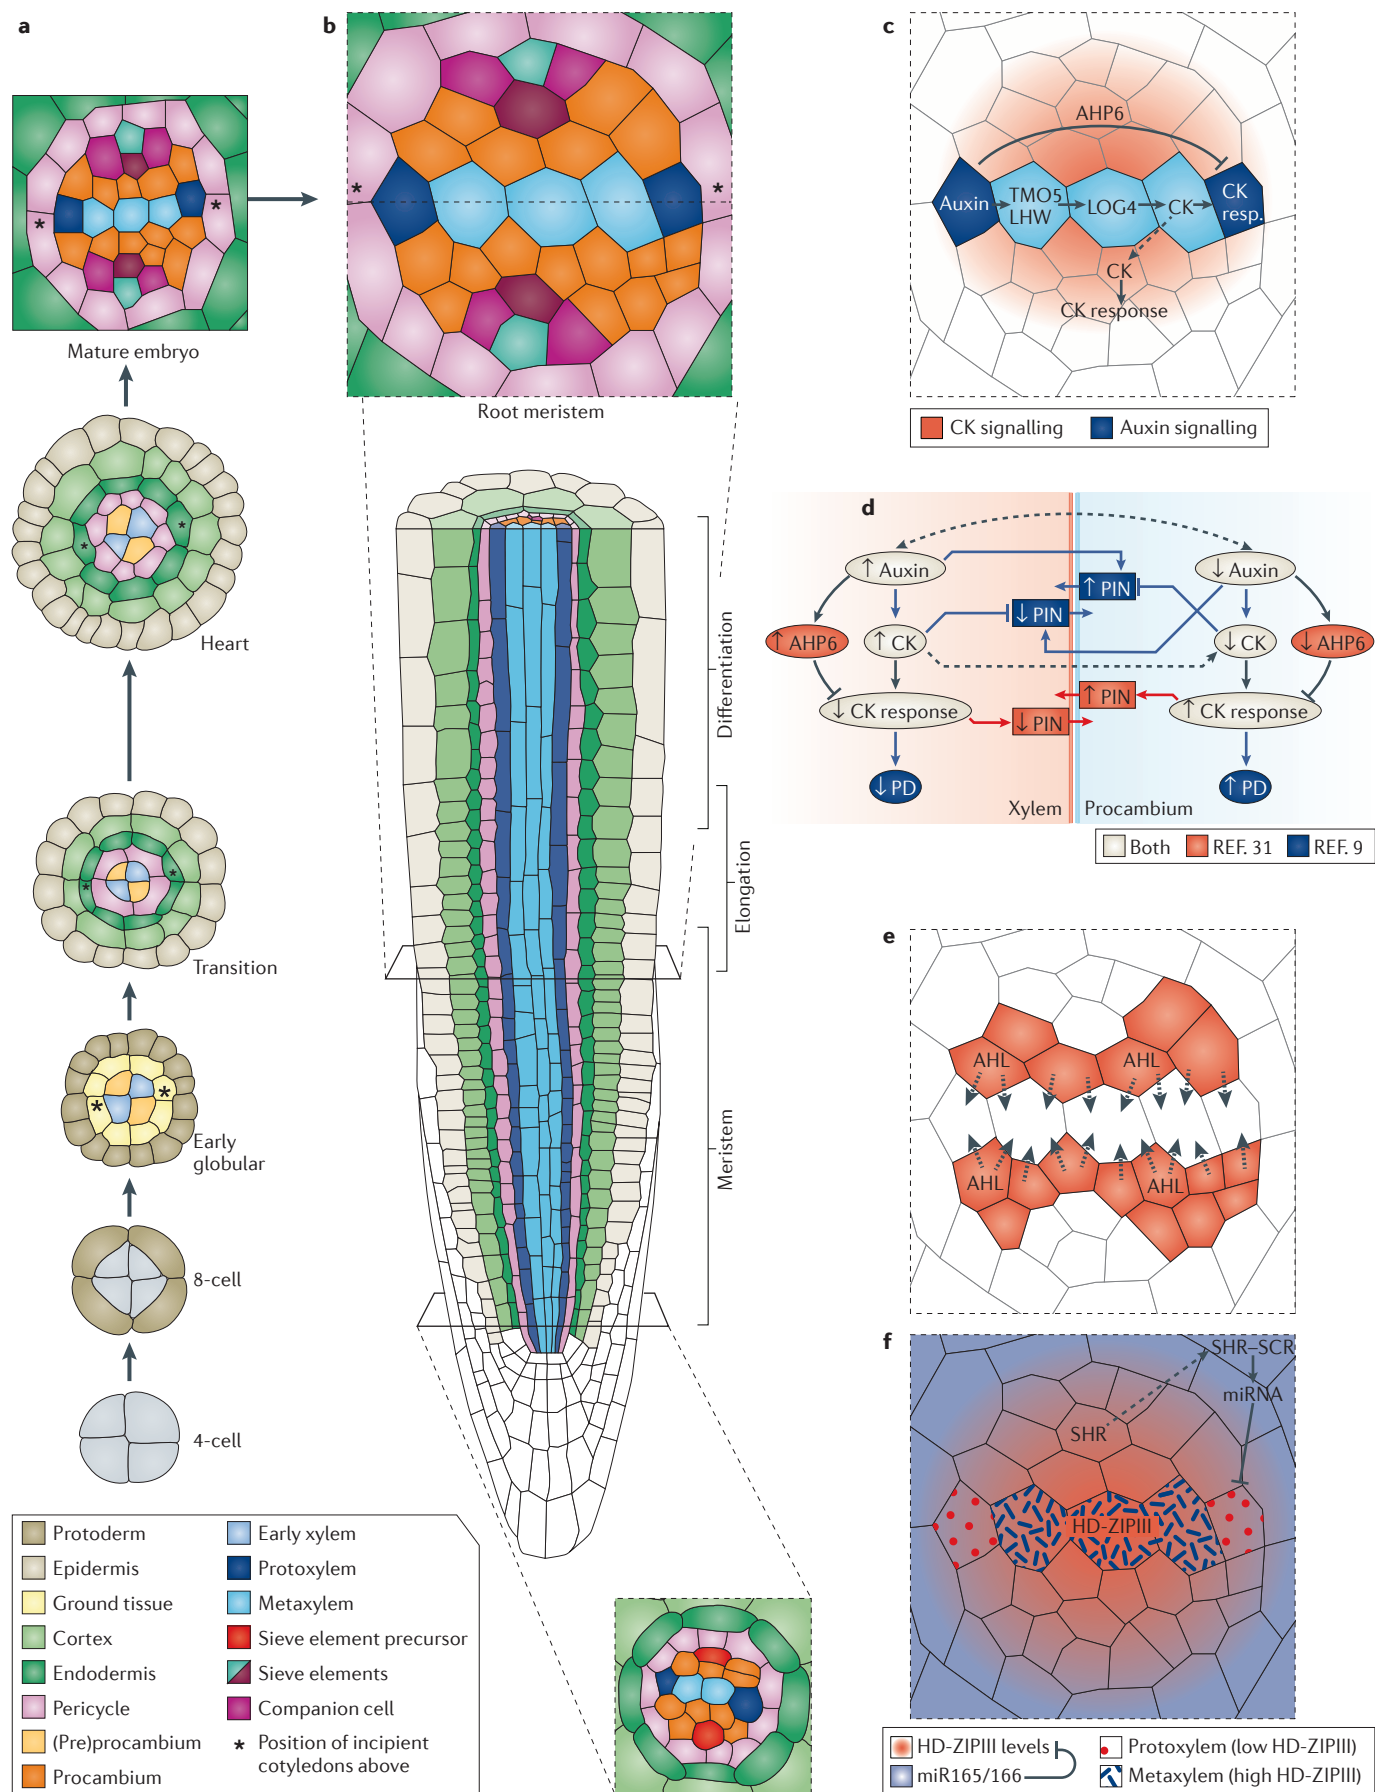 a
Mature embryo
Heart
Transition
Early
globular
8-cell
4-cell
b
*
*
Root meristem
Differentiation
Elongation
Meristem
c
AHP6
Auxin
TMO5
LHW
LOG4
CK
CK
resp.
CK
CK response
CK signalling
Auxin signalling
d
↑ Auxin
↓ Auxin
↑ PIN
↓ PIN
↑ AHP6
↑ CK
↓ CK
↓ AHP6
↑ PIN
↓ CK response
↑ CK response
↓ PIN
↓ PD
↑ PD
Xylem
Procambium
Both
REF. 31
REF. 9
e
AHL
AHL
AHL
AHL
f
SHR–SCR
miRNA
SHR
HD-ZIPIII
HD-ZIPIII levels
miR165/166
Protoxylem (low HD-ZIPIII)
Metaxylem (high HD-ZIPIII)
Protoderm
Epidermis
Ground tissue
Cortex
Endodermis
Pericycle
(Pre)procambium
Procambium
Early xylem
Protoxylem
Metaxylem
Sieve element precursor
Sieve elements
Companion cell
* Position of incipient
cotyledons above